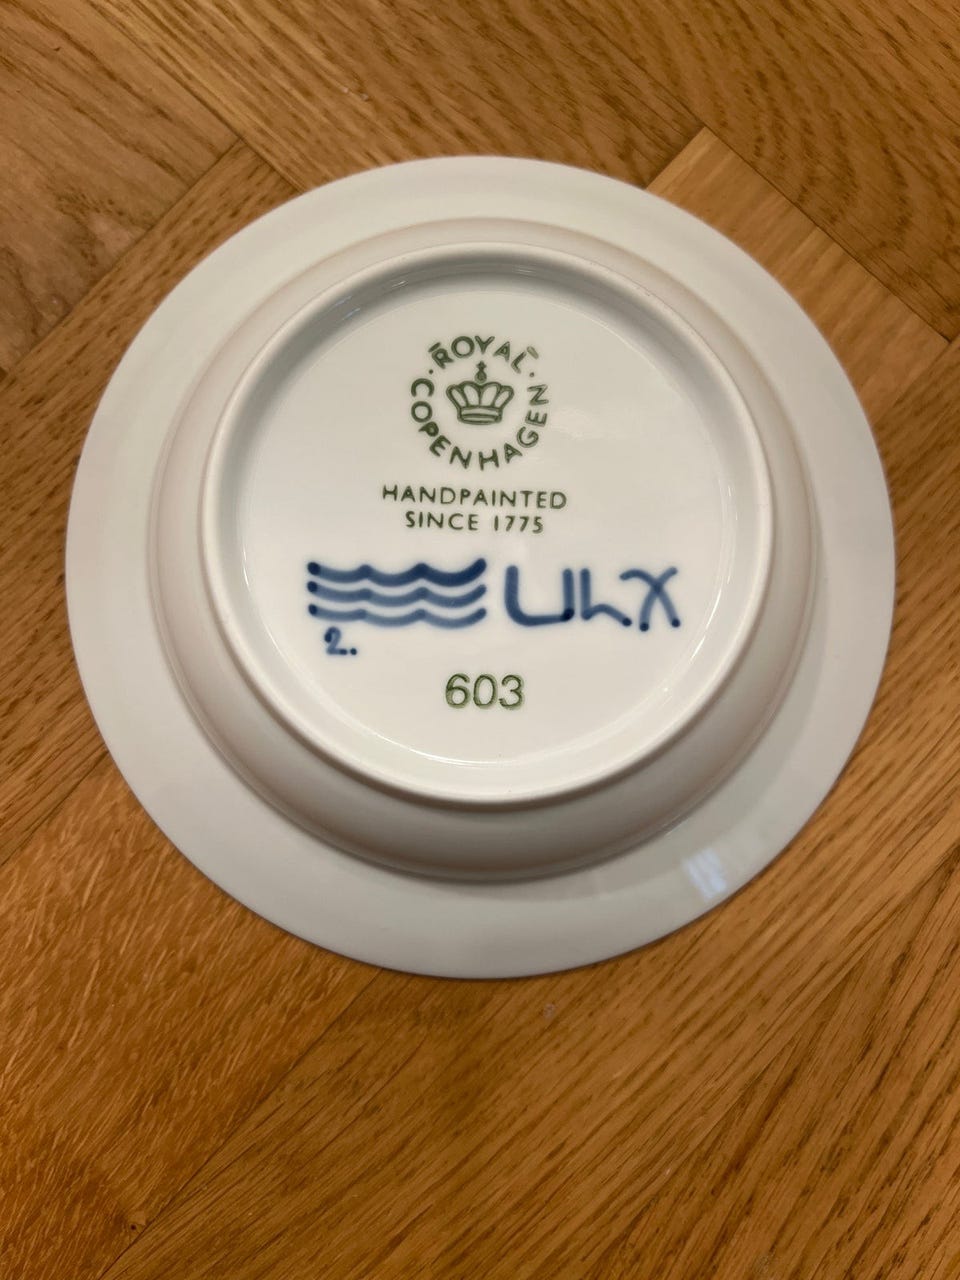 ROYAL COPENHAGEN
HANDPAINTED
SINCE 1775
2.
603